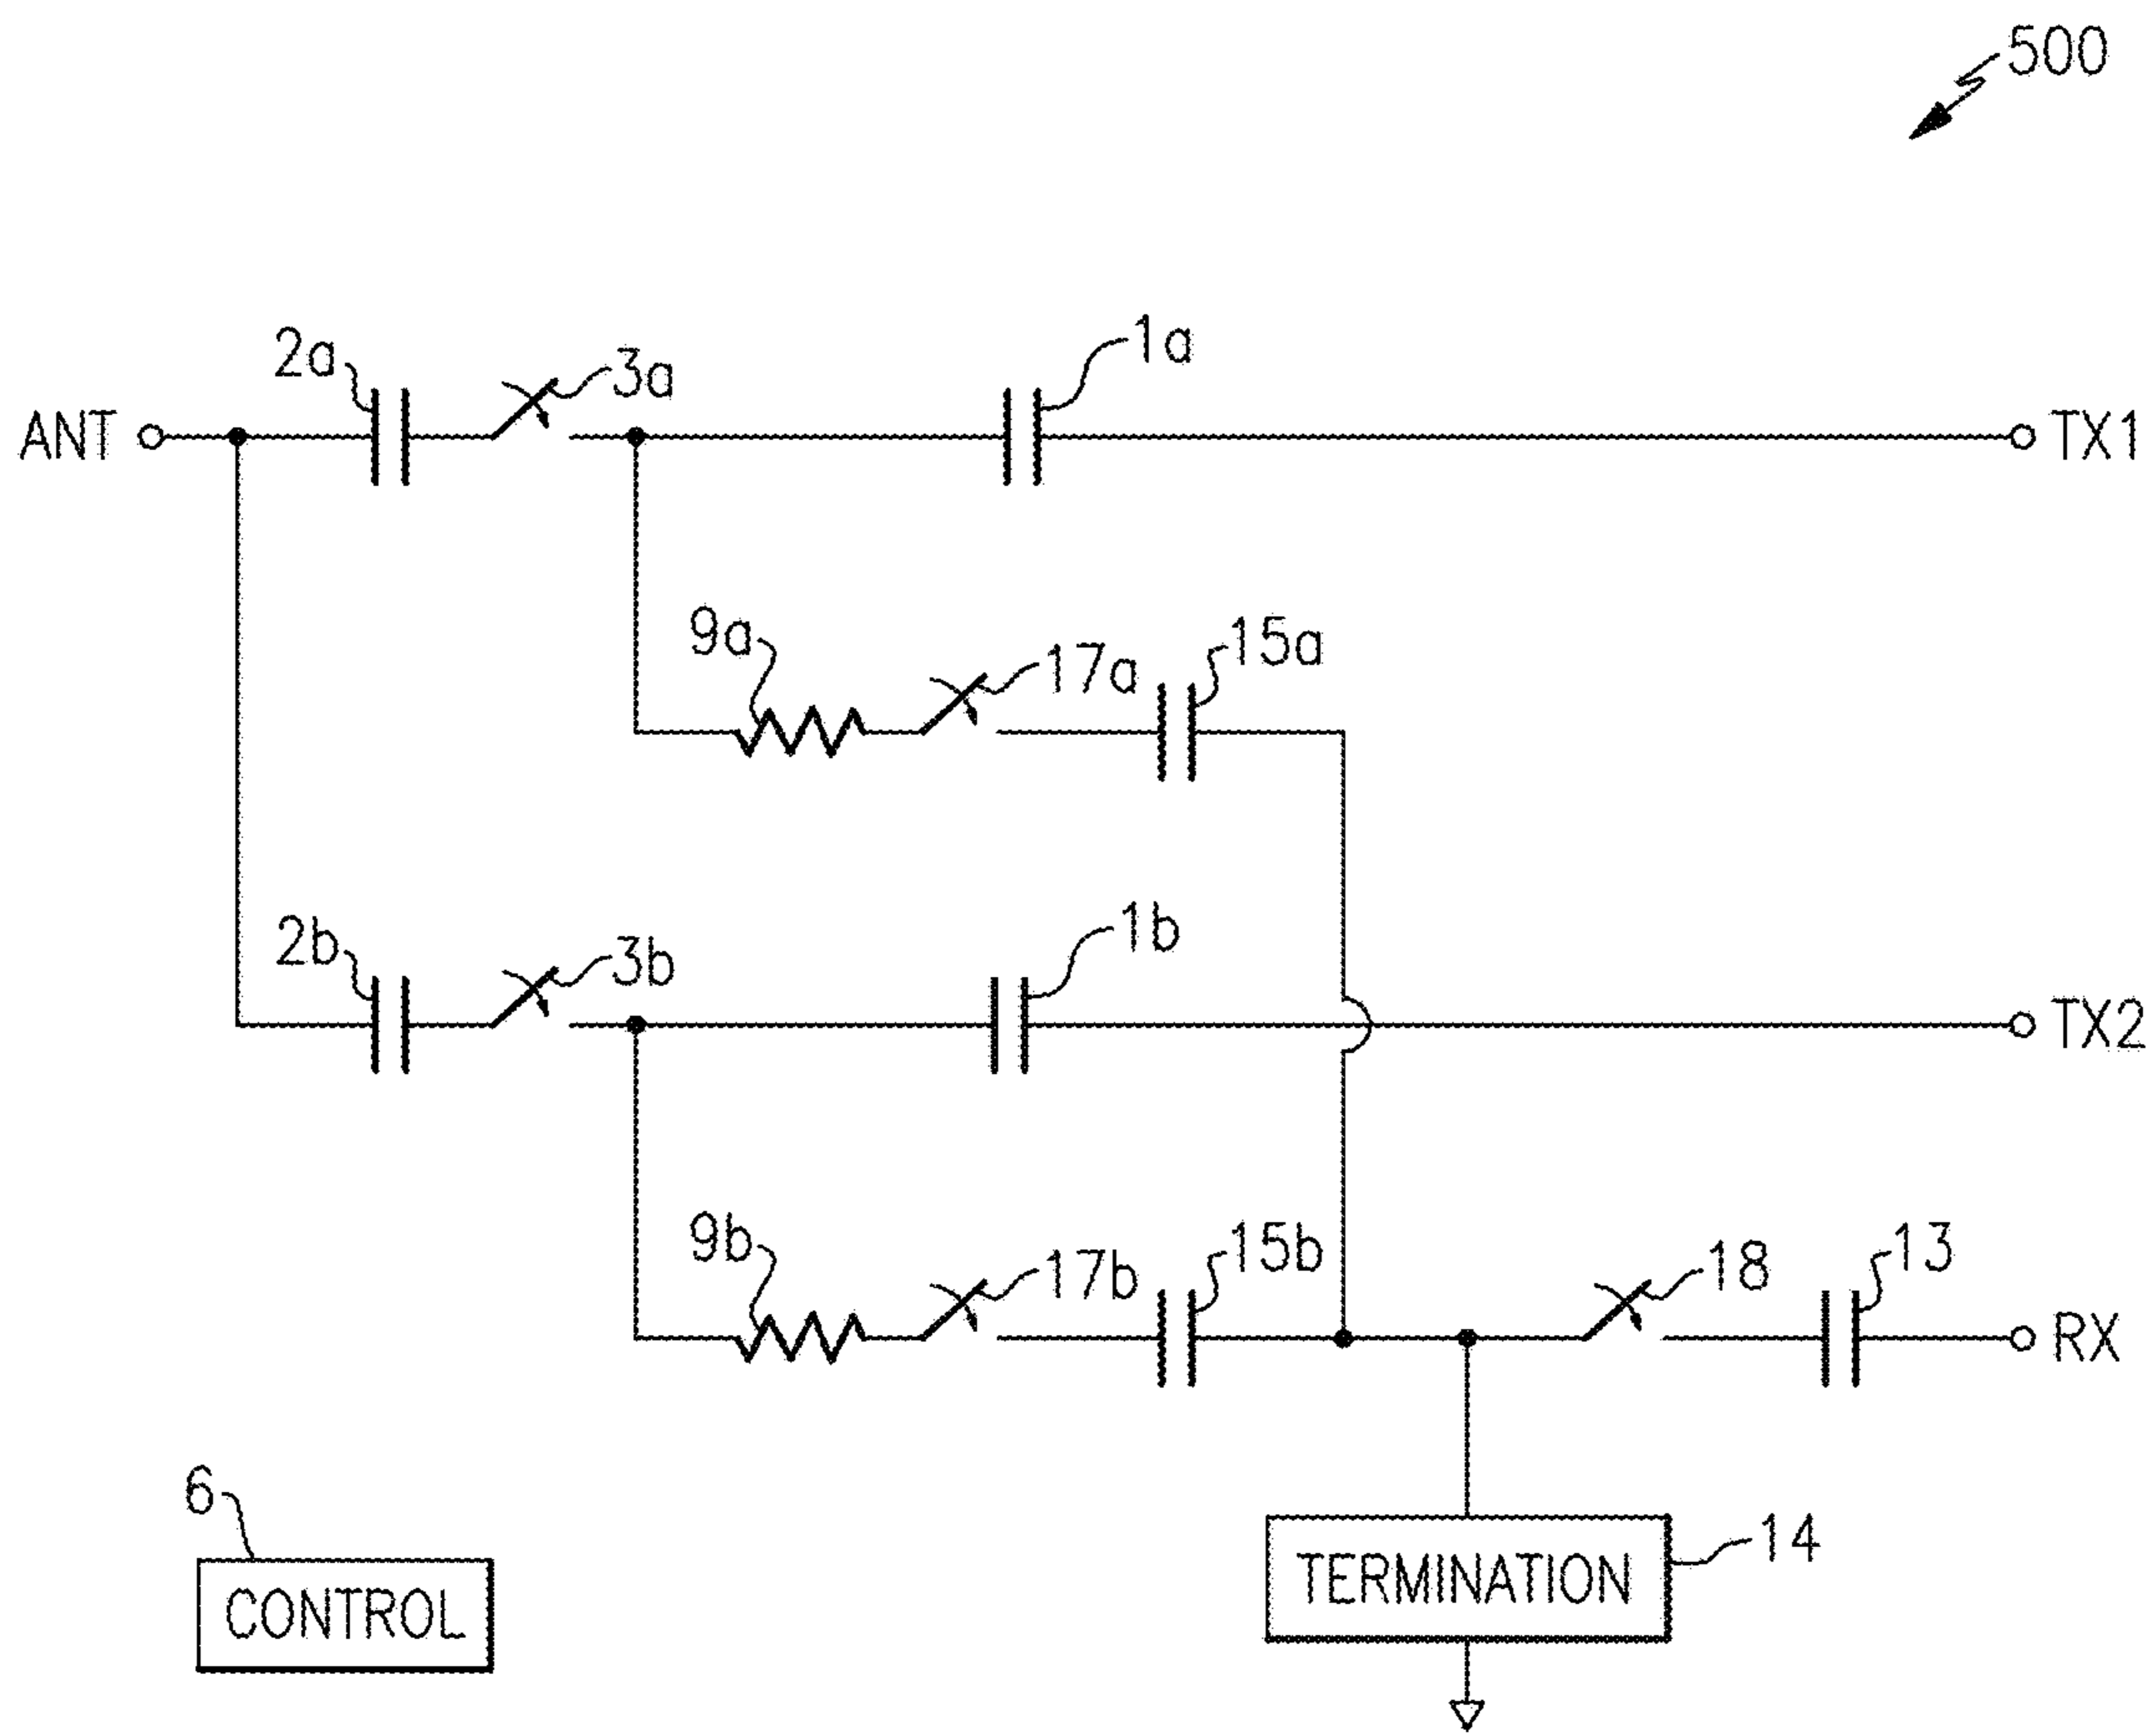 500
2a
3a
1a
ANT
TX1
9a
17a
15a
2b
3b
1b
TX2
9b
17b
15b
18
13
RX
6
CONTROL
TERMINATION
14